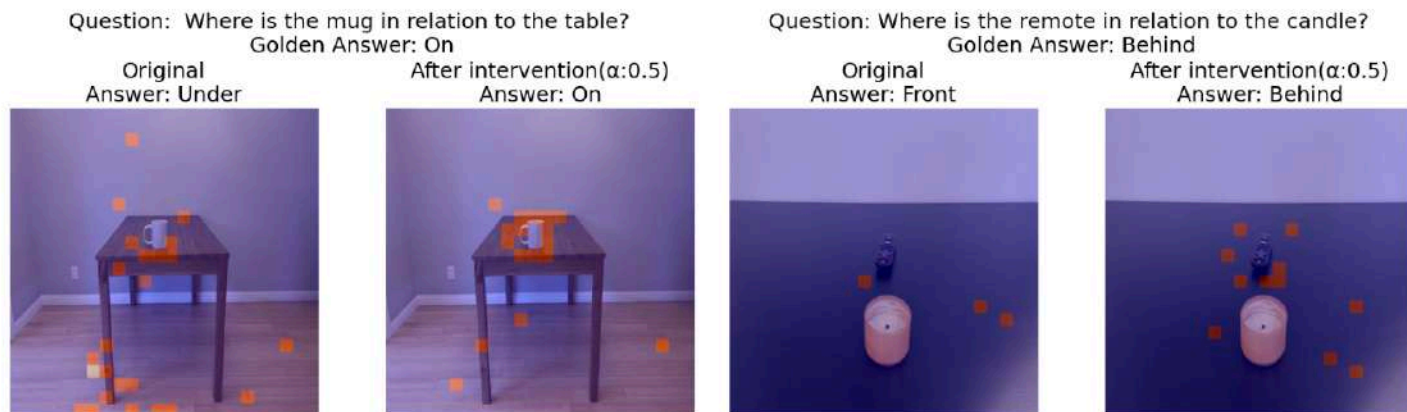 Question:  Where is the mug in relation to the table?
Golden Answer: On
Original
Answer: Under
After intervention(α:0.5)
Answer: On
Question: Where is the remote in relation to the candle?
Golden Answer: Behind
Original
Answer: Front
After intervention(α:0.5)
Answer: Behind